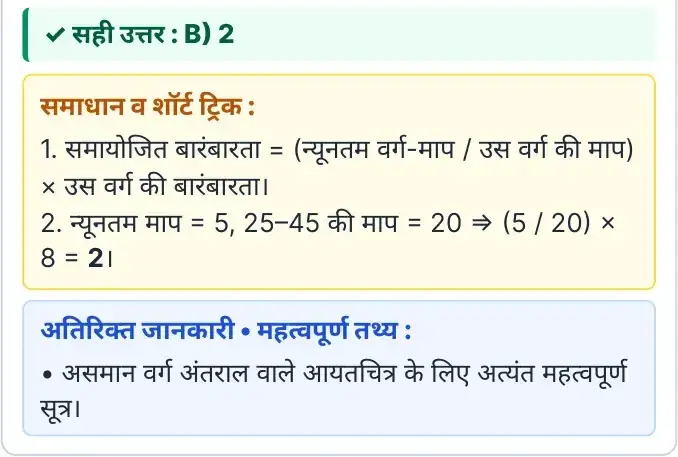 ✓ सही उत्तर : B) 2
समाधान व शॉर्ट ट्रिक :
1. समायोजित बारंबारता = (न्यूनतम वर्ग-माप / उस वर्ग की माप)
× उस वर्ग की बारंबारता।
2. न्यूनतम माप = 5, 25–45 की माप = 20 ⇒ (5 / 20) ×
8 = 2।
अतिरिक्त जानकारी • महत्वपूर्ण तथ्य :
• असमान वर्ग अंतराल वाले आयतचित्र के लिए अत्यंत महत्वपूर्ण
सूत्र।